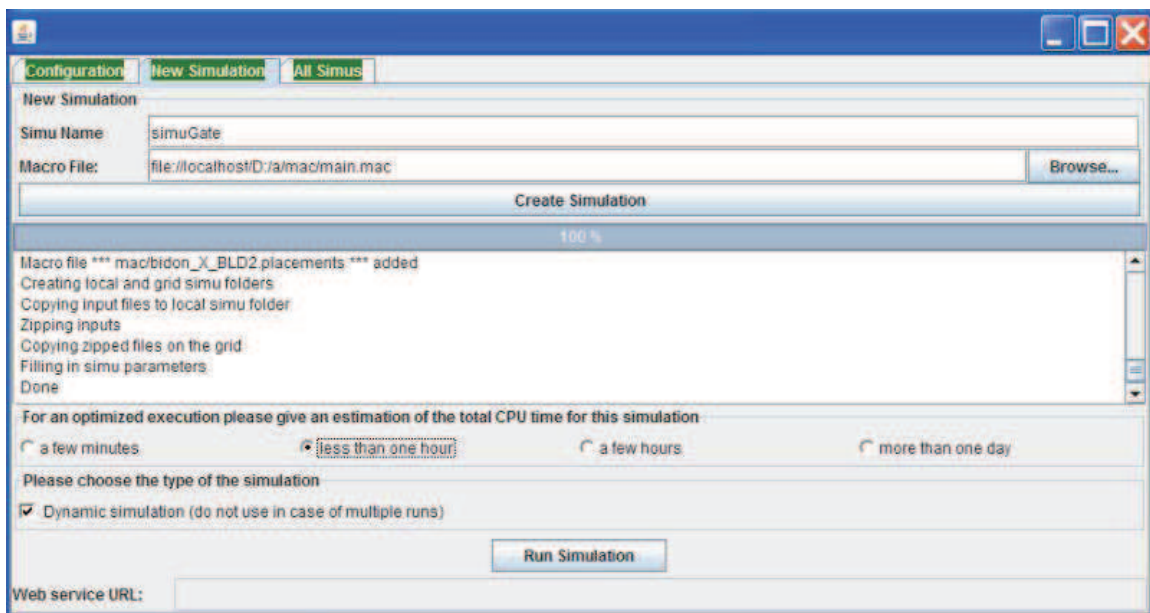 Configuration New Simulation All Simus
New Simulation
Simu Name simuGate
Macro File: file://localhost/D:/a/mac/main.mac Browse...
Create Simulation
100 %
Macro file *** mac/bidon_X_BLD2.placements *** added
Creating local and grid simu folders
Copying input files to local simu folder
Zipping inputs
Copying zipped files on the grid
Filling in simu parameters
Done
For an optimized execution please give an estimation of the total CPU time for this simulation
a few minutes less than one hour a few hours more than one day
Please choose the type of the simulation
Dynamic simulation (do not use in case of multiple runs)
Run Simulation
Web service URL: